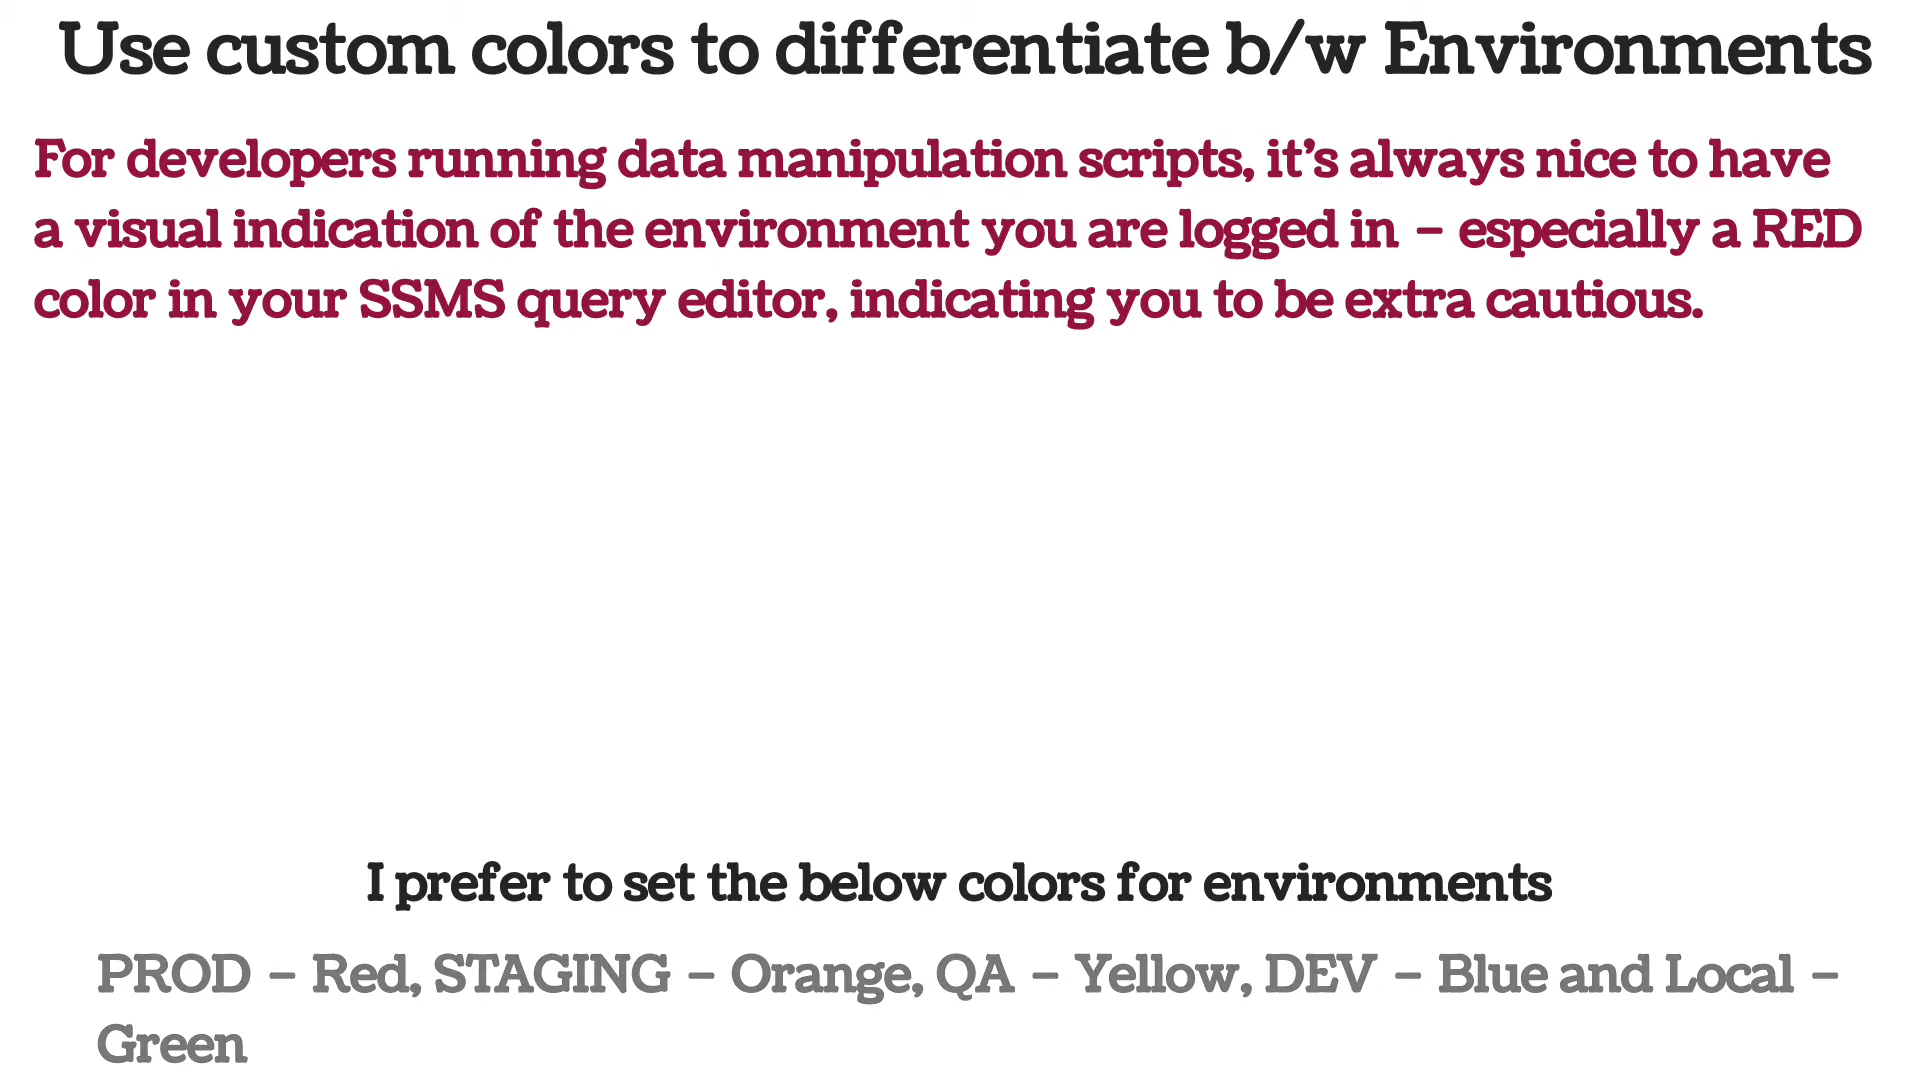 Use custom colors to differentiate b/w Environments
For developers running data manipulation scripts, it's always nice to have
a visual indication of the environment you are logged in – especially a RED
color in your SSMS query editor, indicating you to be extra cautious.
I prefer to set the below colors for environments
PROD – Red, STAGING – Orange, QA – Yellow, DEV – Blue and Local –
Green